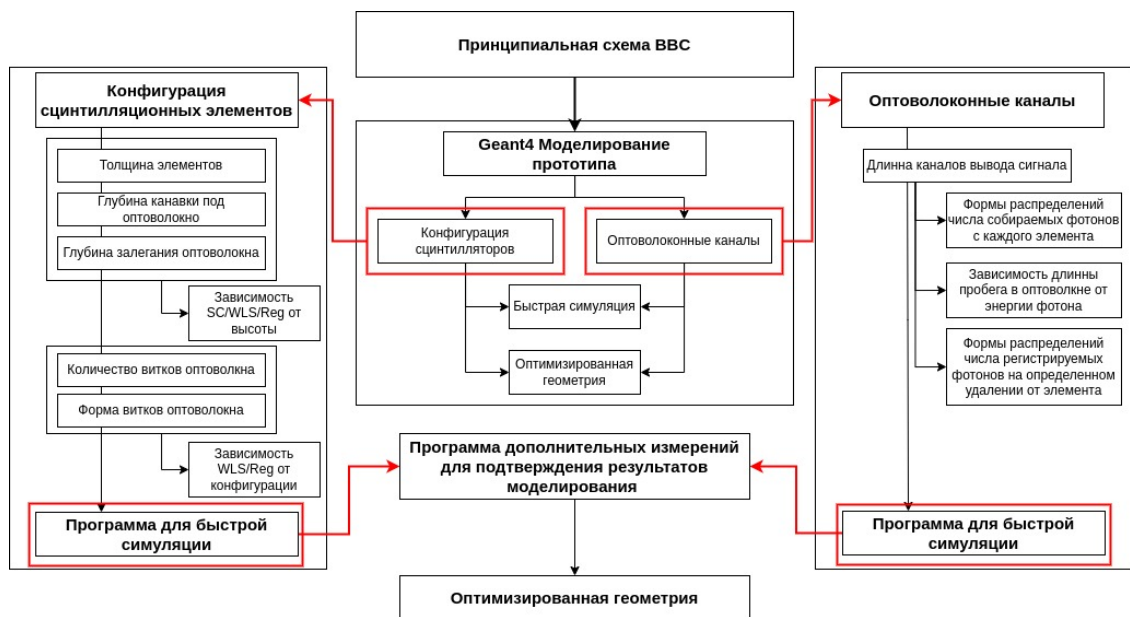 Принципиальная схема BBC
Конфигурация
сцинтилляционных элементов
Толщина элементов
Глубина канавки под
оптоволокно
Глубина залегания оптоволокна
Зависимость
SC/WLS/Reg от
высоты
Количество витков оптоволкна
Форма витков оптоволокна
Зависимость
WLS/Reg от
конфигурации
Программа для быстрой
симуляции
Geant4 Моделирование
прототипа
Конфигурация
сцинтилляторов
Оптоволоконные каналы
Быстрая симуляция
Оптимизированная
геометрия
Программа дополнительных измерений
для подтверждения результатов
моделирования
Оптимизированная геометрия
Оптоволоконные каналы
Длинна каналов вывода сигнала
Формы распределений
числа собираемых фотонов
с каждого элемента
Зависимость длинны
пробега в оптоволкне от
энергии фотона
Формы распределений
числа регистрируемых
фотонов на определенном
удалении от элемента
Программа для быстрой
симуляции